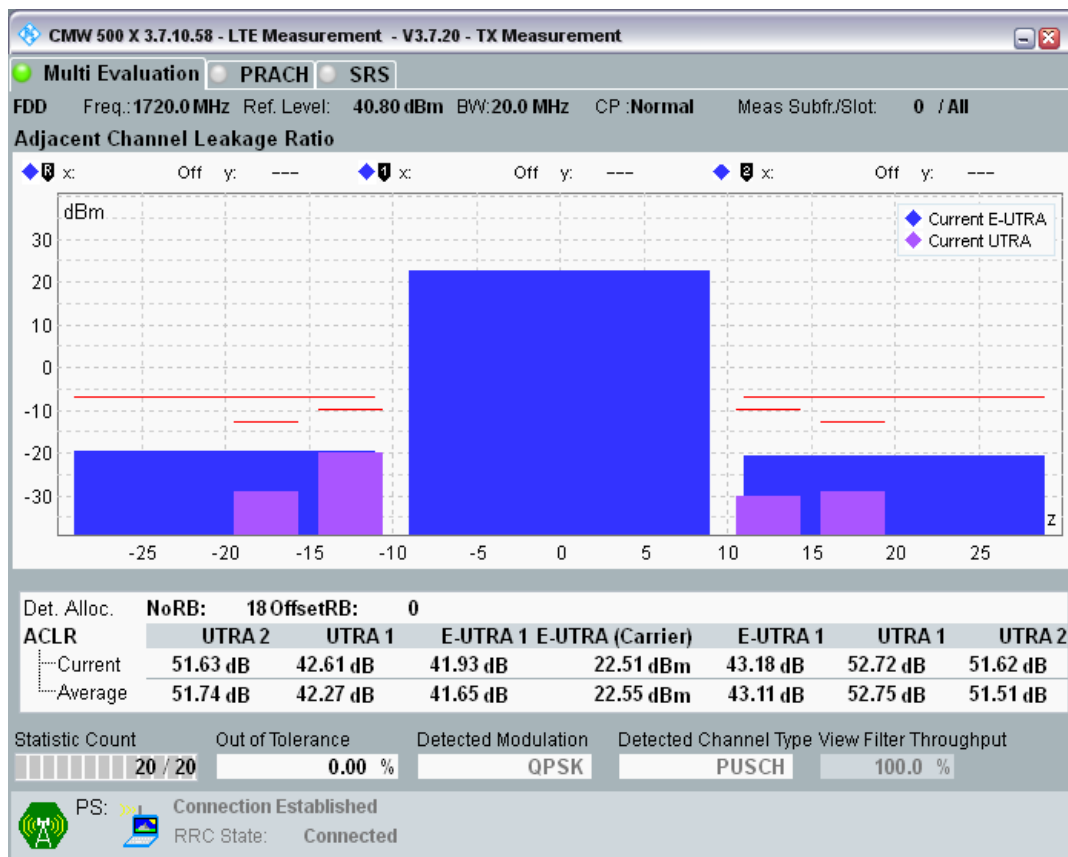 CMW 500 X 3.7.10.58 - LTE Measurement - V3.7.20 - TX Measurement
Multi Evaluation PRACH SRS
FDD Freq.:1720.0 MHz Ref. Level: 40.80 dBm BW:20.0 MHz CP :Normal Meas Subfr./Slot: 0 / All
Adjacent Channel Leakage Ratio
R x: Off y: --- 1 x: Off y: --- 2 x: Off y: ---
dBm
Current E-UTRA
Current UTRA
30
20
10
0
-10
-20
-30
z
-25 -20 -15 -10 -5 0 5 10 15 20 25
Det. Alloc. NoRB: 18 OffsetRB: 0
ACLR UTRA 2 UTRA 1 E-UTRA 1 E-UTRA (Carrier) E-UTRA 1 UTRA 1 UTRA 2
Current 51.63 dB 42.61 dB 41.93 dB 22.51 dBm 43.18 dB 52.72 dB 51.62 dB
Average 51.74 dB 42.27 dB 41.65 dB 22.55 dBm 43.11 dB 52.75 dB 51.51 dB
Statistic Count Out of Tolerance Detected Modulation Detected Channel Type View Filter Throughput
20 / 20 0.00 % QPSK PUSCH 100.0 %
PS: Connection Established
RRC State: Connected